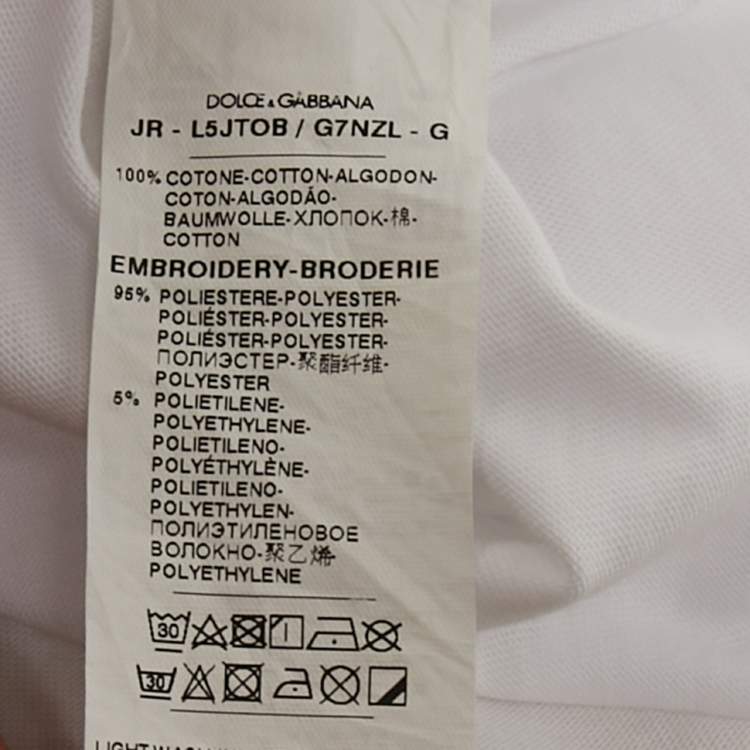 DOLCE & GABBANA
JR - L5JTOB / G7NZL - G
100% COTONE-COTTON-ALGODON-
COTON-ALGODÃO-
BAUMWOLLE-ХЛОПОК-棉-
COTTON
EMBROIDERY-BRODERIE
95% POLIESTERE-POLYESTER-
POLIÉSTER-POLYESTER-
POLIÉSTER-POLYESTER-
ПОЛИЭСТЕР-聚酯纤维-
POLYESTER
5% POLIETILENE-
POLYETHYLENE-
POLIETILENO-
POLYÉTHYLÈNE-
POLIETILENO-
POLYETHYLEN-
ПОЛИЭТИЛЕНОВОЕ
ВОЛОКНО-聚乙烯-
POLYETHYLENE
30
30
LIGHT WASH